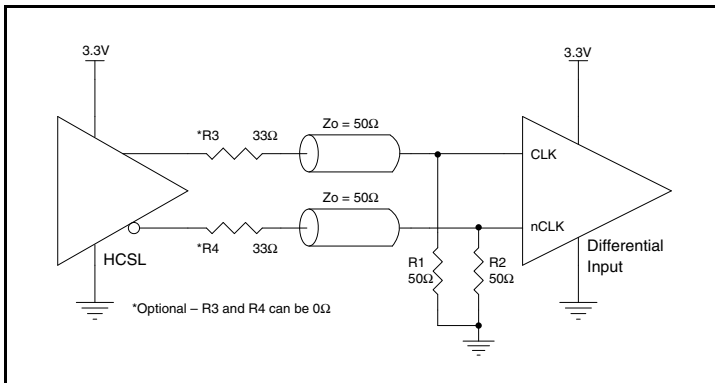 3.3V
3.3V
*R3 33Ω
Zo = 50Ω
CLK
Zo = 50Ω
*R4 33Ω
nCLK
HCSL
R1
50Ω
R2
50Ω
Differential
Input
*Optional – R3 and R4 can be 0Ω